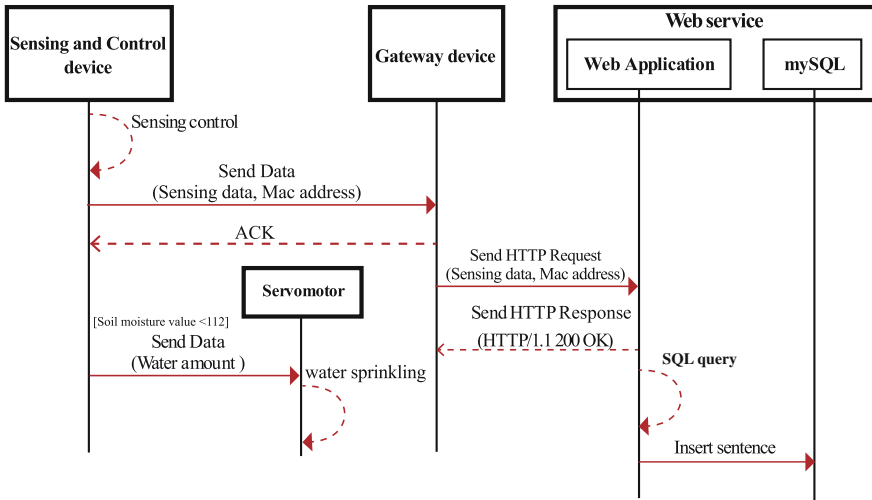 Sensing and Control
device
Gateway device
Web service
Web Application
mySQL
Sensing control
Send Data
(Sensing data, Mac address)
ACK
Send HTTP Request
(Sensing data, Mac address)
Servomotor
Send HTTP Response
(HTTP/1.1 200 OK)
[Soil moisture value <112]
Send Data
(Water amount )
water sprinkling
SQL query
Insert sentence